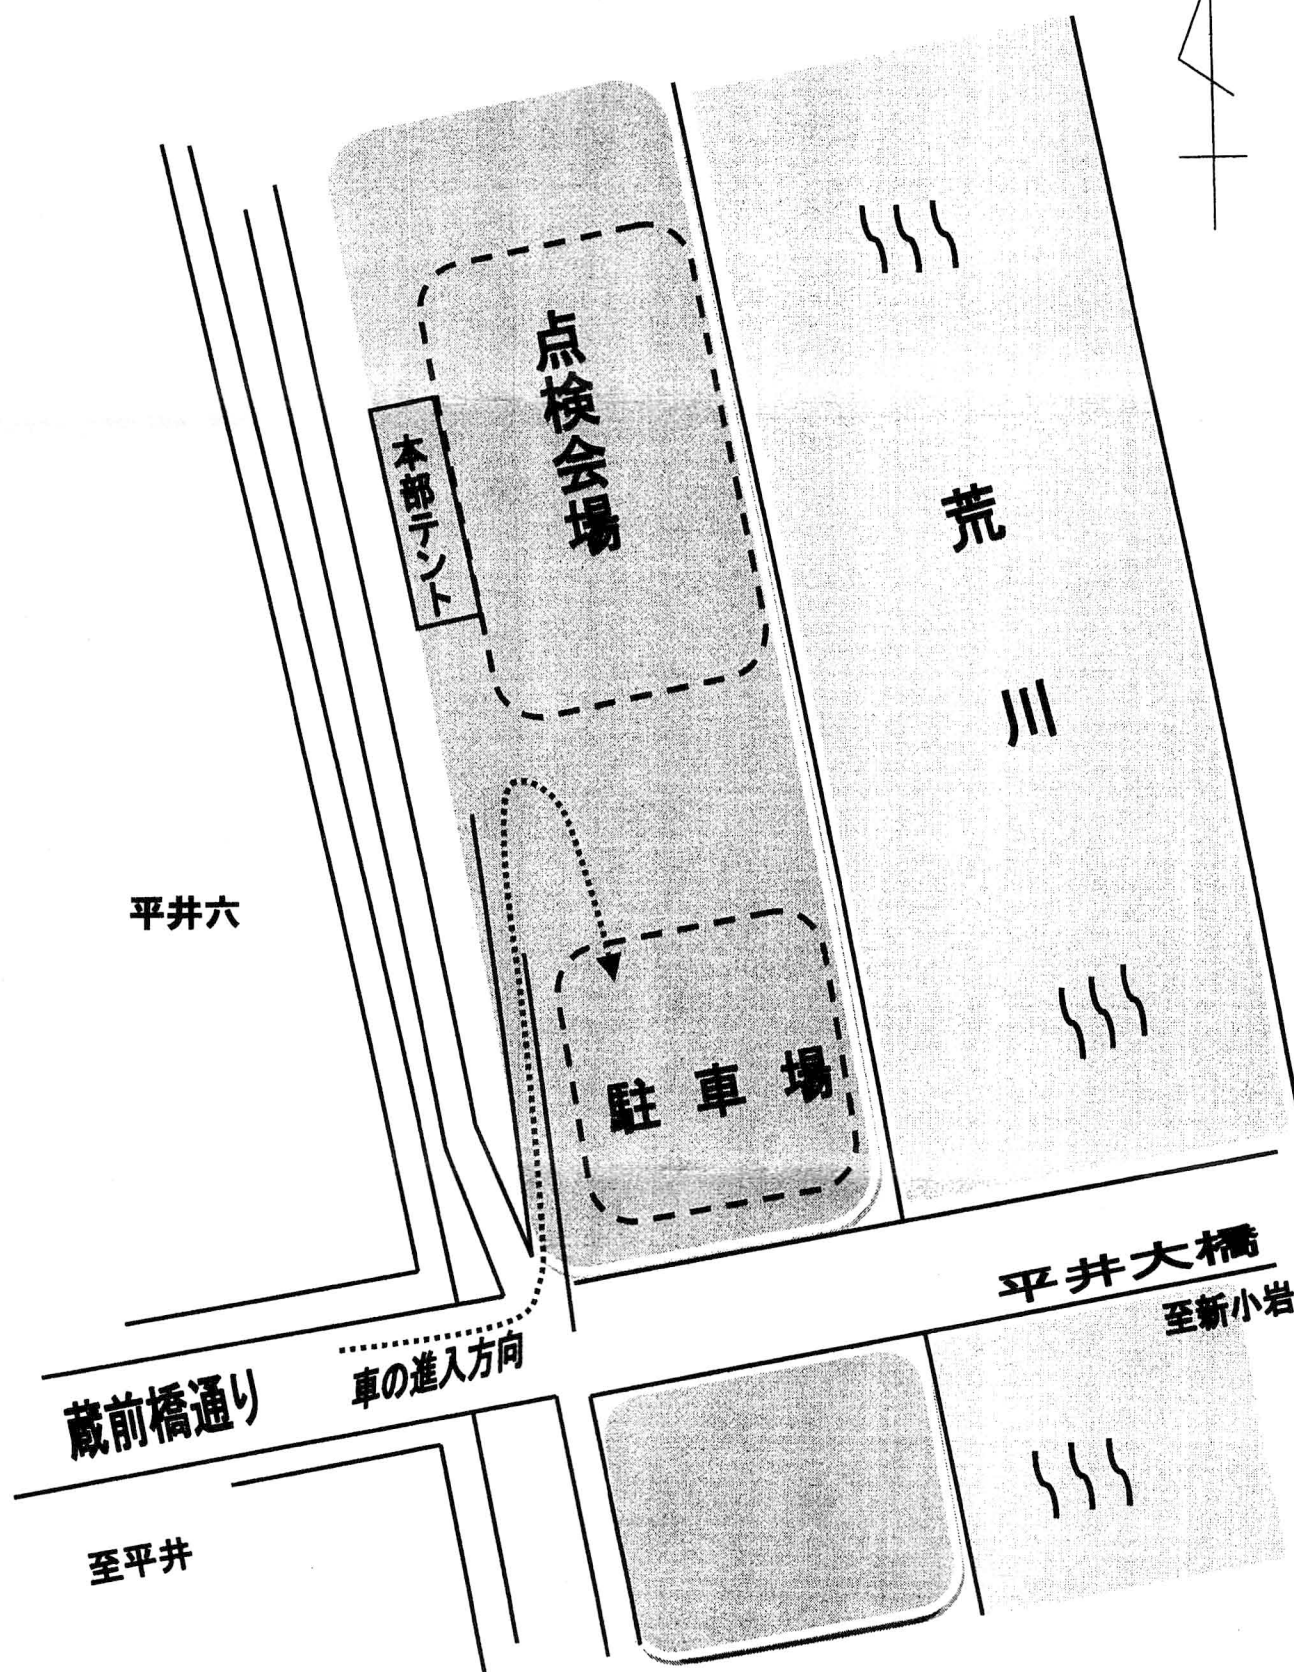 点検会場
本部テント
荒川
平井六
駐車場
平井大橋
至新小岩
車の進入方向
蔵前橋通り
至平井